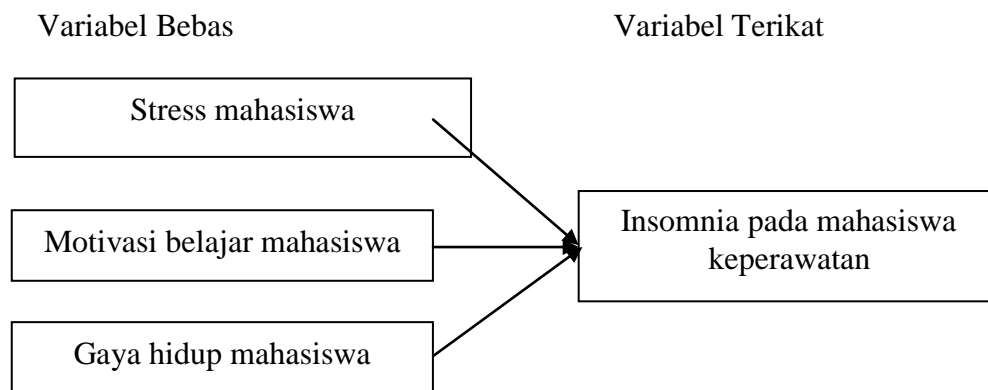 Variabel Bebas
Variabel Terikat
Stress mahasiswa
Motivasi belajar mahasiswa
Gaya hidup mahasiswa
Insomnia pada mahasiswa
keperawatan